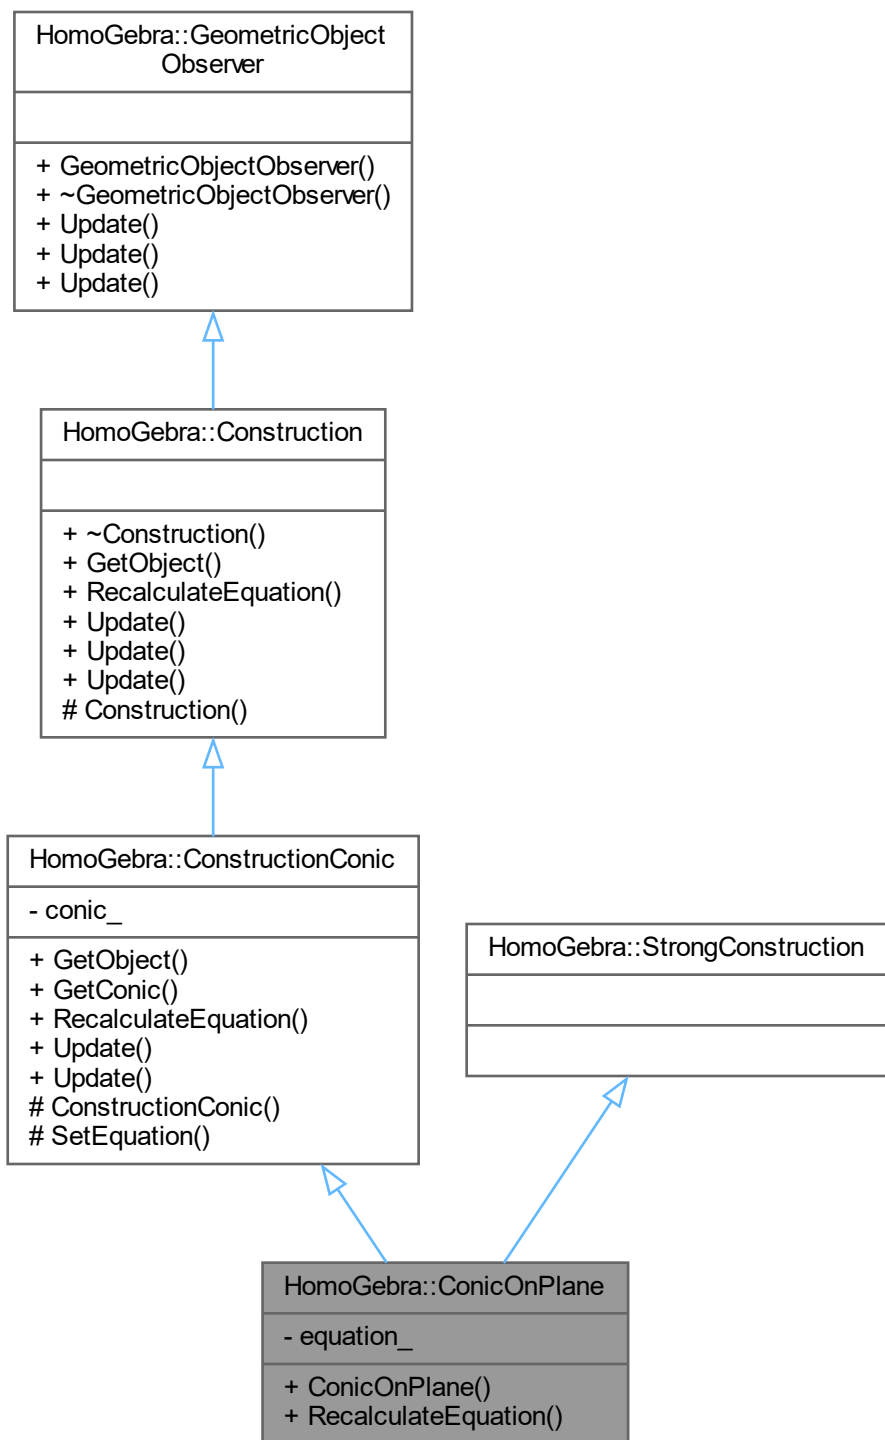 HomoGebra::GeometricObject
Observer
+ GeometricObjectObserver()
+ ~GeometricObjectObserver()
+ Update()
+ Update()
+ Update()
HomoGebra::Construction
+ ~Construction()
+ GetObject()
+ RecalculateEquation()
+ Update()
+ Update()
+ Update()
# Construction()
HomoGebra::ConstructionConic
- conic_
+ GetObject()
+ GetConic()
+ RecalculateEquation()
+ Update()
+ Update()
# ConstructionConic()
# SetEquation()
HomoGebra::StrongConstruction
HomoGebra::ConicOnPlane
- equation_
+ ConicOnPlane()
+ RecalculateEquation()